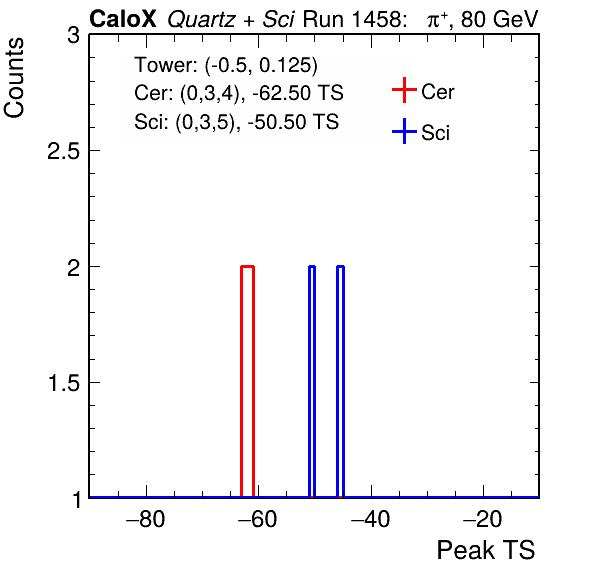 CaloX Quartz + Sci Run 1458: π⁺, 80 GeV
Counts
3
2.5
2
1.5
1
Tower: (-0.5, 0.125)
Cer: (0,3,4), -62.50 TS
Sci: (0,3,5), -50.50 TS
Cer
Sci
−80 −60 −40 −20
Peak TS